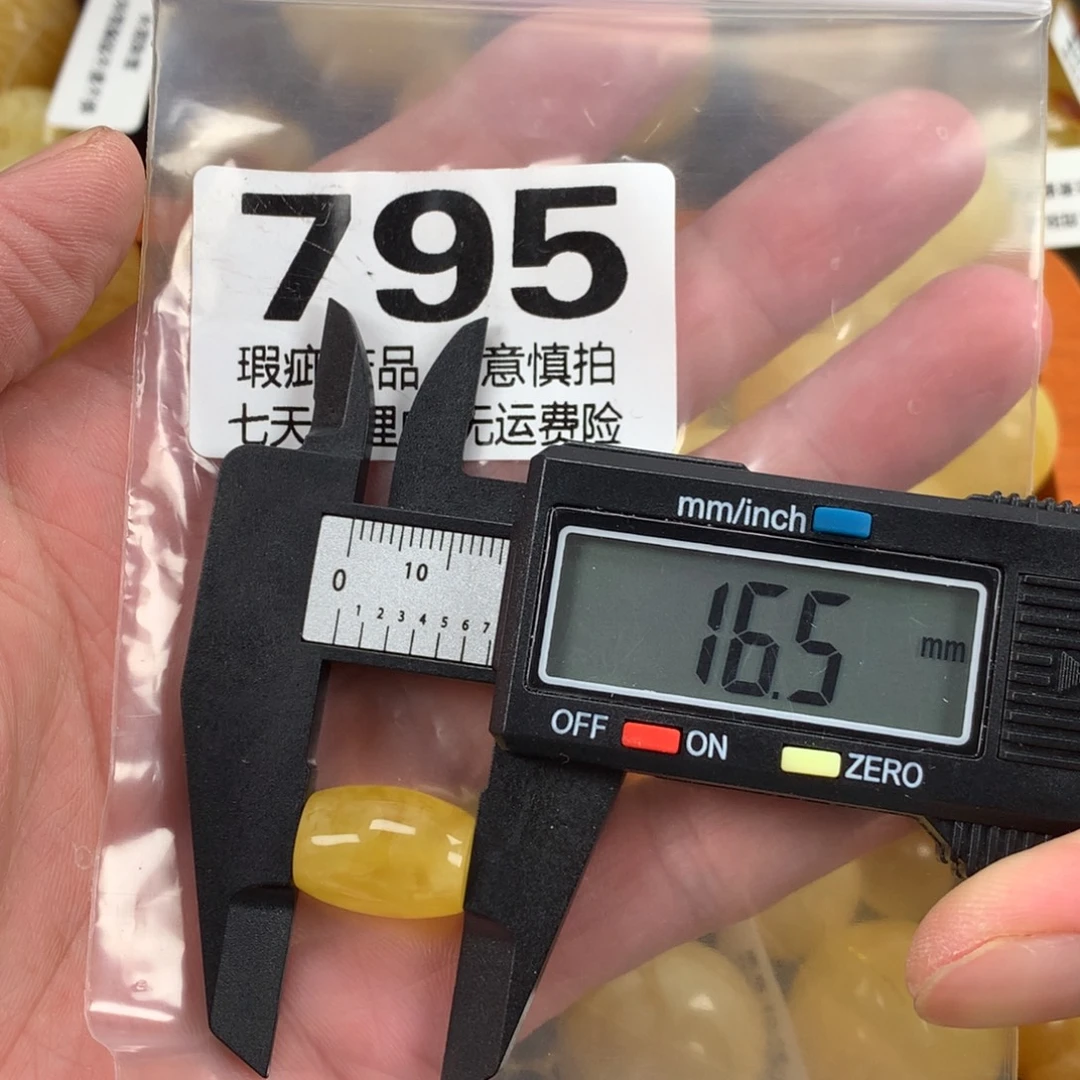 795
瑕疵 品 意慎拍
七天 理 无运费险
mm/inch
16.5 mm
0 10
1 2 3 4 5 6 7
OFF ON ZERO